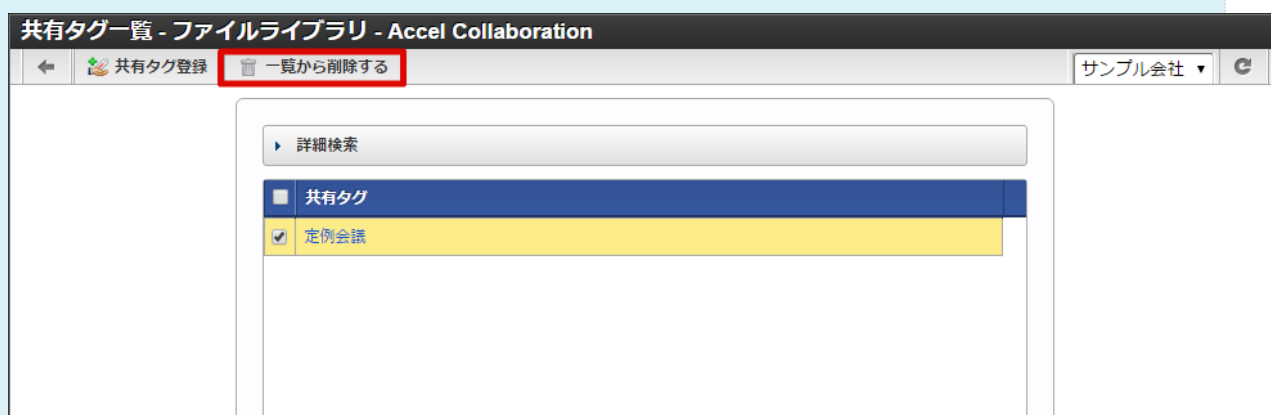 共有タグ一覧 - ファイルライブラリ - Accel Collaboration
共有タグ登録 一覧から削除する サンプル会社
詳細検索
共有タグ
定例会議